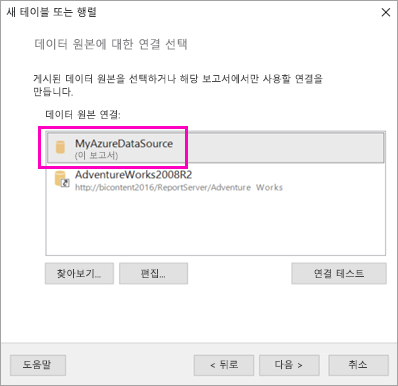 새 테이블 또는 행렬
데이터 원본에 대한 연결 선택
게시된 데이터 원본을 선택하거나 해당 보고서에서만 사용할 연결을
만듭니다.
데이터 원본 연결:
MyAzureDataSource
(이 보고서)
AdventureWorks2008R2
http://bicontent2016/ReportServer/Adventure Works
찾아보기...
편집...
연결 테스트
도움말
< 뒤로
다음 >
취소